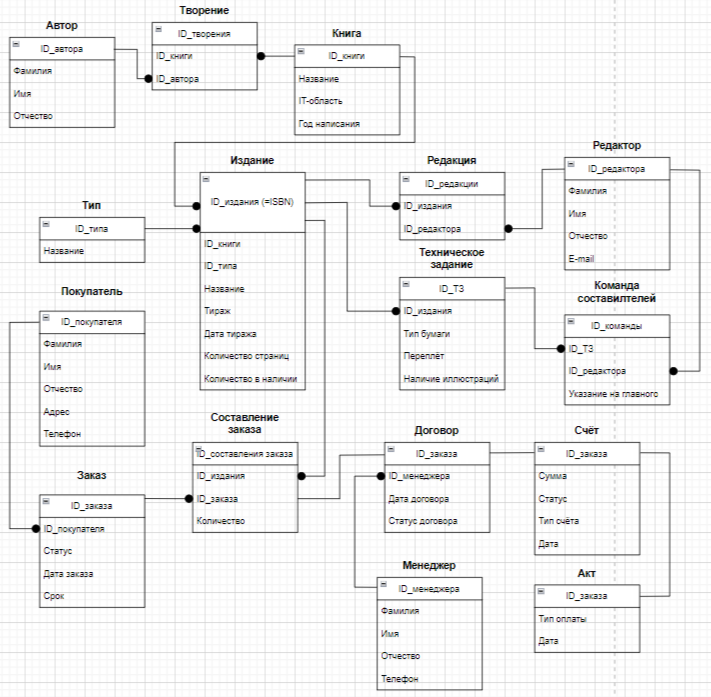 Автор
ID_автора
Фамилия
Имя
Отчество
Творение
ID_творения
ID_книги
ID_автора
Книга
ID_книги
Название
IT-область
Год написания
Издание
ID_издания (=ISBN)
ID_книги
ID_типа
Название
Тираж
Дата тиража
Количество страниц
Количество в наличии
Редакция
ID_редакции
ID_издания
ID_редактора
Редактор
ID_редактора
Фамилия
Имя
Отчество
E-mail
Тип
ID_типа
Название
Техническое
задание
ID_ТЗ
ID_издания
Тип бумаги
Переплёт
Наличие иллюстраций
Команда
составилтелей
ID_команды
ID_ТЗ
ID_редактора
Указание на главного
Покупатель
ID_покупателя
Фамилия
Имя
Отчество
Адрес
Телефон
Составление
заказа
ID_составления заказа
ID_издания
ID_заказа
Количество
Договор
ID_заказа
ID_менеджера
Дата договора
Статус договора
Счёт
ID_заказа
Сумма
Статус
Тип счёта
Дата
Заказ
ID_заказа
ID_покупателя
Статус
Дата заказа
Срок
Менеджер
ID_менеджера
Фамилия
Имя
Отчество
Телефон
Акт
ID_заказа
Тип оплаты
Дата